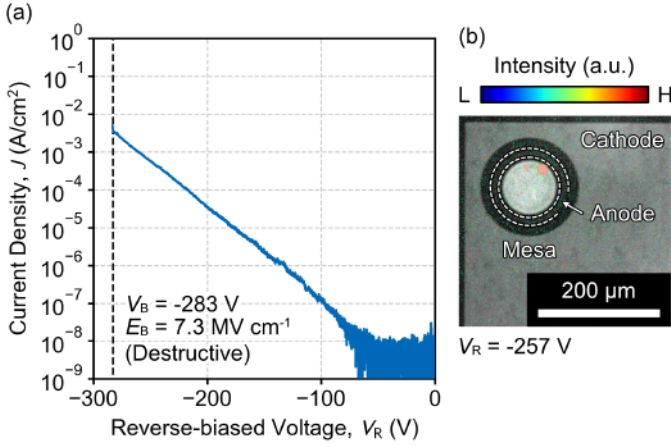 (a)
10⁰
10⁻¹
10⁻²
10⁻³
10⁻⁴
10⁻⁵
10⁻⁶
10⁻⁷
10⁻⁸
10⁻⁹
Current Density, J (A/cm²)
V_B = -283 V
E_B = 7.3 MV cm⁻¹
(Destructive)
−300
−200
−100
0
Reverse-biased Voltage, V_R (V)
(b)
Intensity (a.u.)
L H
Cathode
Anode
Mesa
200 μm
V_R = -257 V